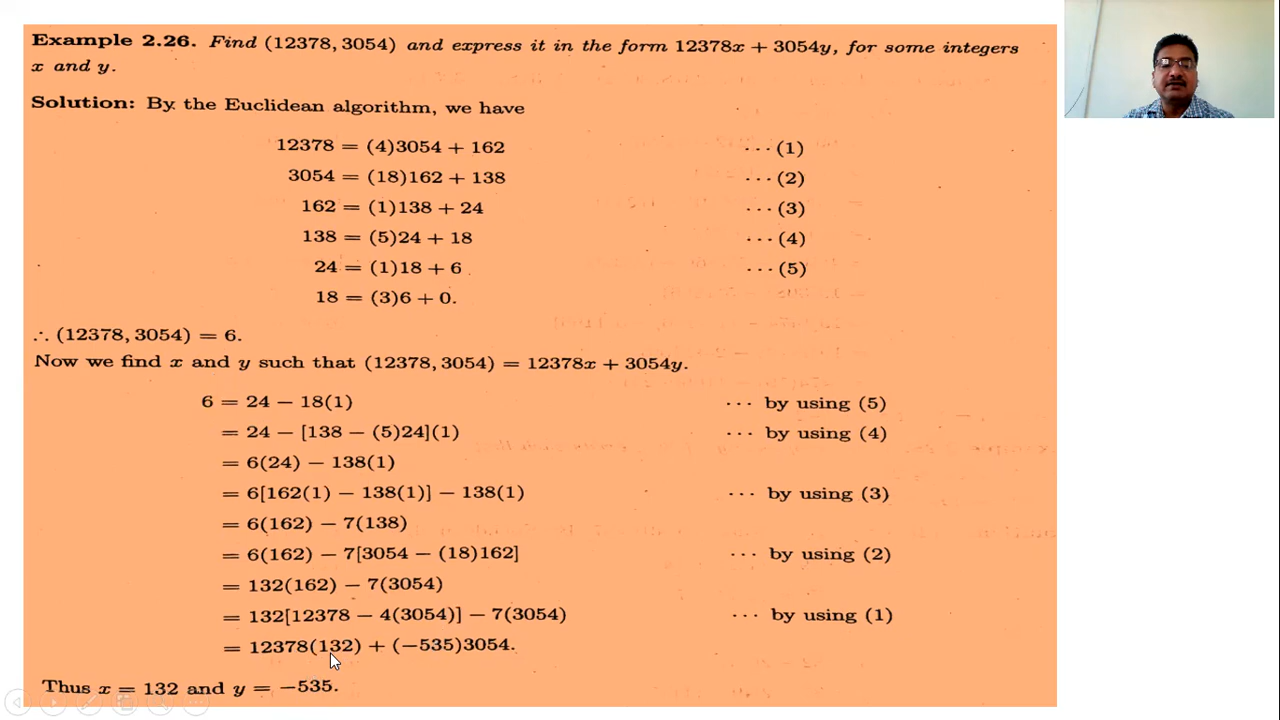 Example 2.26. Find (12378, 3054) and express it in the form 12378x + 3054y, for some integers
x and y.
Solution: By the Euclidean algorithm, we have
12378 = (4)3054 + 162 ··· (1)
3054 = (18)162 + 138 ··· (2)
162 = (1)138 + 24 ··· (3)
138 = (5)24 + 18 ··· (4)
24 = (1)18 + 6 ··· (5)
18 = (3)6 + 0.
∴ (12378, 3054) = 6.
Now we find x and y such that (12378, 3054) = 12378x + 3054y.
6 = 24 − 18(1) ··· by using (5)
= 24 − [138 − (5)24](1) ··· by using (4)
= 6(24) − 138(1)
= 6[162(1) − 138(1)] − 138(1) ··· by using (3)
= 6(162) − 7(138)
= 6(162) − 7[3054 − (18)162] ··· by using (2)
= 132(162) − 7(3054)
= 132[12378 − 4(3054)] − 7(3054) ··· by using (1)
= 12378(132) + (−535)3054.
Thus x = 132 and y = −535.